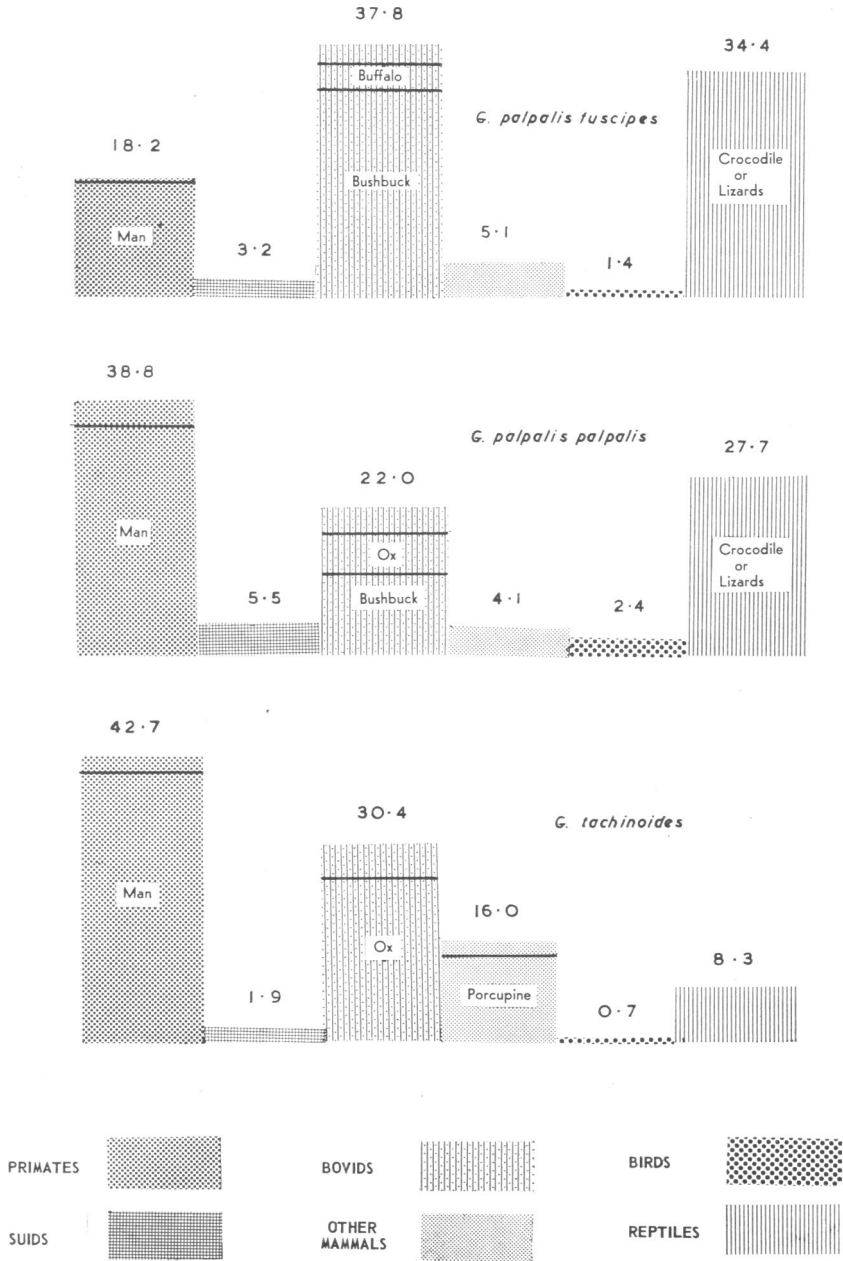 37·8
34·4
Buffalo
G. palpalis fuscipes
18·2
Crocodile
or
Lizards
Bushbuck
Man
3·2
5·1
1·4
38·8
G. palpalis palpalis
27·7
22·0
Man
Ox
Crocodile
or
Lizards
5·5
Bushbuck
4·1
2·4
42·7
30·4
G. tachinoides
Man
16·0
Ox
8·3
1·9
Porcupine
0·7
PRIMATES
BOVIDS
BIRDS
SUIDS
OTHER
MAMMALS
REPTILES